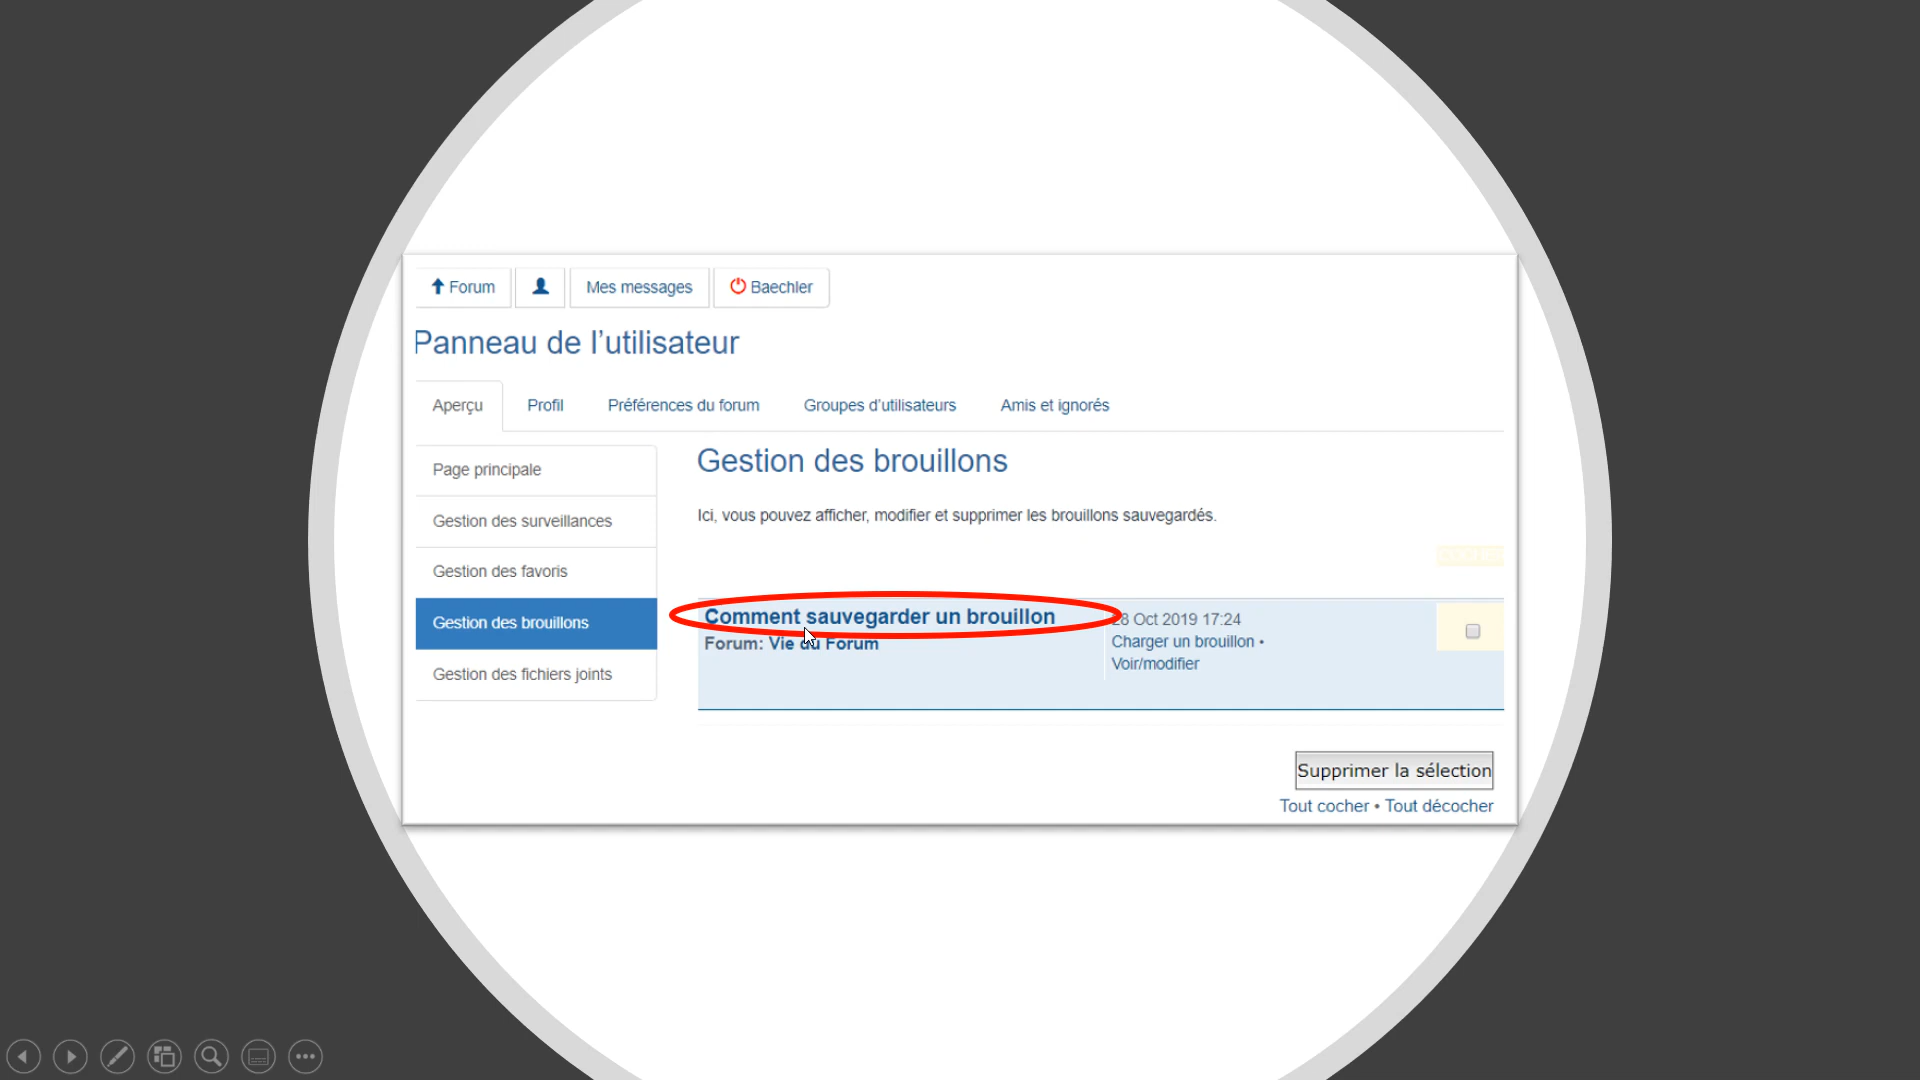 Forum
Mes messages
Baechler
Panneau de l'utilisateur
Aperçu
Profil
Préférences du forum
Groupes d'utilisateurs
Amis et ignorés
Page principale
Gestion des surveillances
Gestion des favoris
Gestion des brouillons
Gestion des fichiers joints
Gestion des brouillons
Ici, vous pouvez afficher, modifier et supprimer les brouillons sauvegardés.
Comment sauvegarder un brouillon
Forum: Vie du Forum
28 Oct 2019 17:24
Charger un brouillon •
Voir/modifier
Supprimer la sélection
Tout cocher • Tout décocher